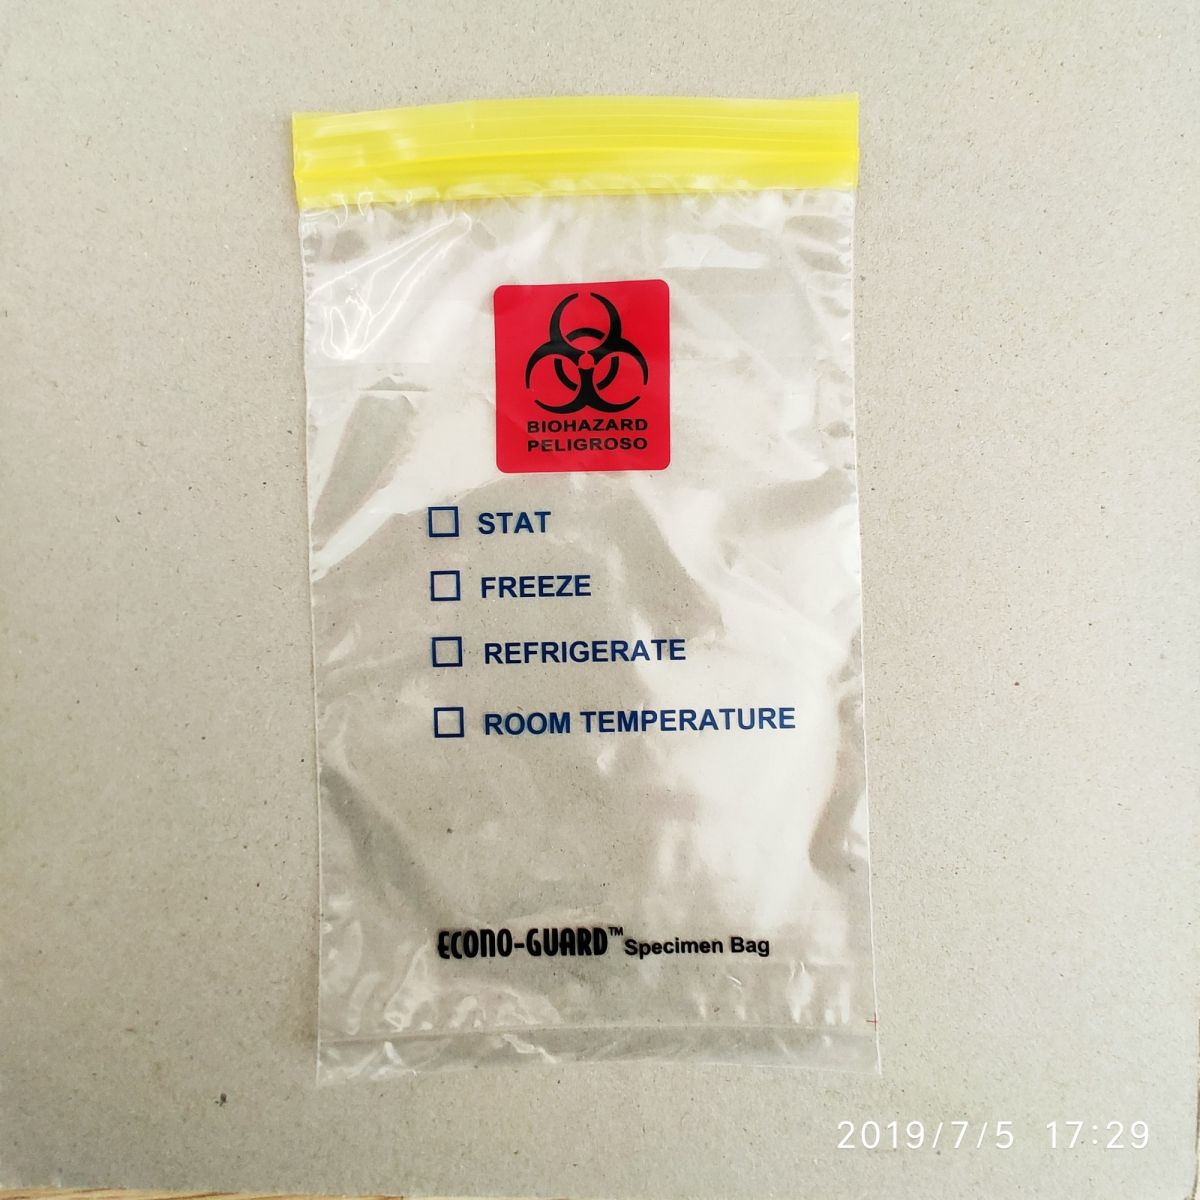 BIOHAZARD
PELIGROSO
STAT
FREEZE
REFRIGERATE
ROOM TEMPERATURE
ECONO-GUARD™ Specimen Bag
2019/7/5 17:29